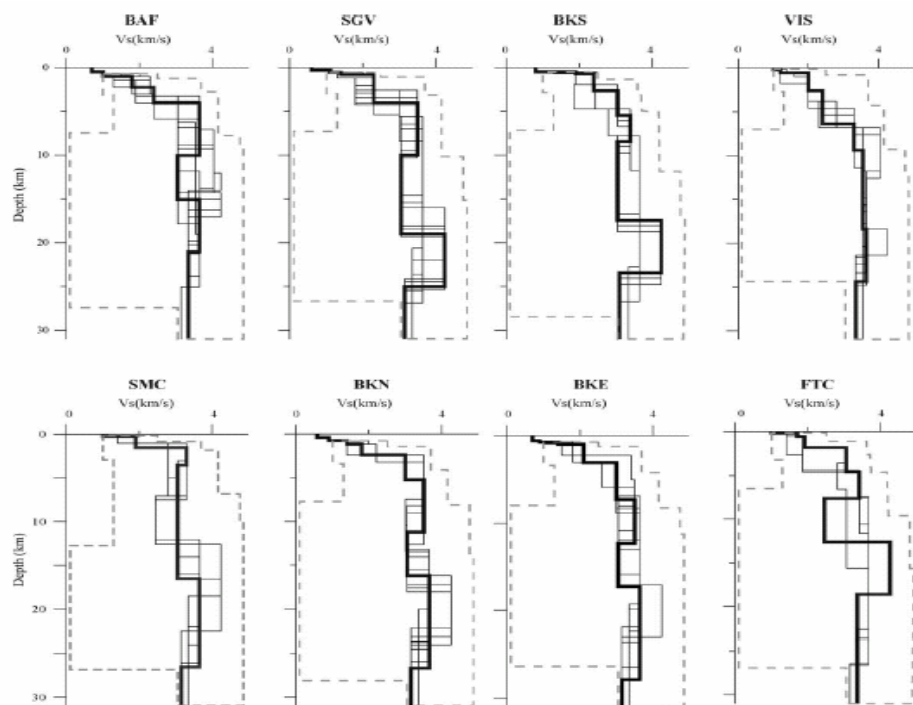 BAF SGV BKS VIS
Vs(km/s) Vs(km/s) Vs(km/s) Vs(km/s)
0 4 0 4 0 4 0 4
0
10
Depth (km)
20
30
SMC BKN BKE FTC
Vs(km/s) Vs(km/s) Vs(km/s) Vs(km/s)
0 4 0 4 0 4 0 4
0
10
Depth (km)
20
30